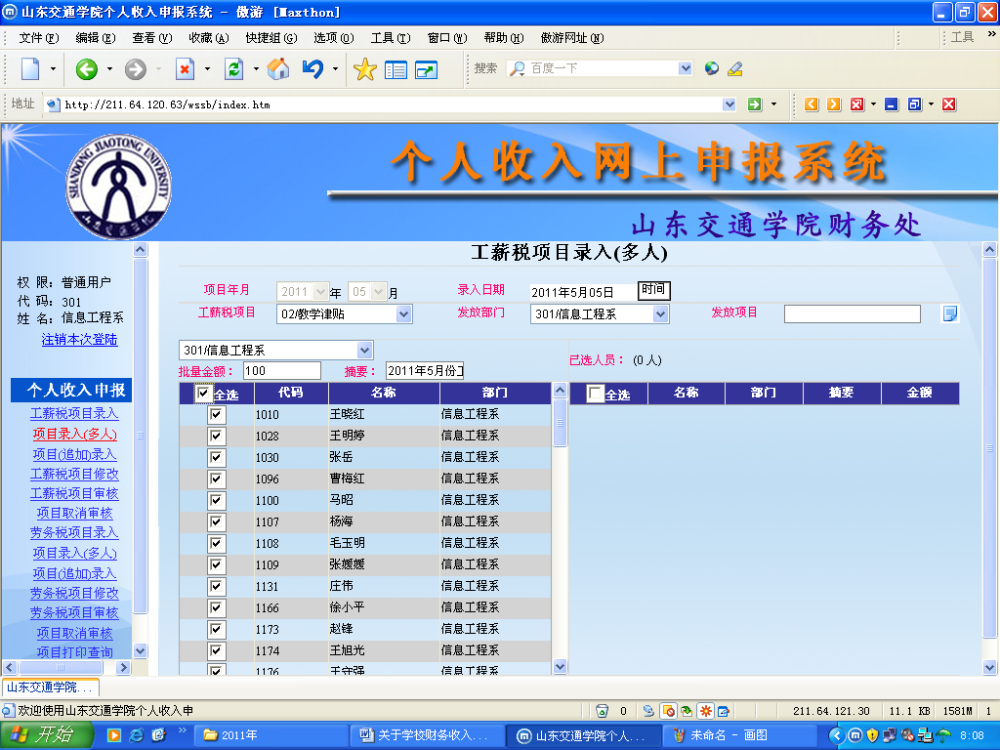 山东交通学院个人收入申报系统 - 傲游 [Maxthon]
文件(F) 编辑(E) 查看(V) 收藏(A) 快捷组(G) 选项(O) 工具(T) 窗口(W) 帮助(H) 傲游网址(N) 工具 »
搜索 百度一下
地址 http://211.64.120.63/wssb/index.htm
SHANDONG JIAOTONG UNIVERSITY
个人收入网上申报系统
山东交通学院财务处
权 限: 普通用户
代 码: 301
姓 名: 信息工程系
注销本次登陆
个人收入申报
工薪税项目录入
项目录入(多人)
项目(追加)录入
工薪税项目修改
工薪税项目审核
项目取消审核
劳务税项目录入
项目录入(多人)
项目(追加)录入
劳务税项目修改
劳务税项目审核
项目取消审核
项目打印查询
工薪税项目录入(多人)
项目年月 2011 年 05 月 录入日期 2011年5月05日 时间
工薪税项目 02/教学津贴 发放部门 301/信息工程系 发放项目
301/信息工程系
批量金额: 100 摘要: 2011年5月份工
已选人员: (0 人)
全选 代码 名称 部门
1010 王晓红 信息工程系
1028 王明婷 信息工程系
1030 张岳 信息工程系
1096 曹梅红 信息工程系
1100 马昭 信息工程系
1107 杨海 信息工程系
1108 毛玉明 信息工程系
1109 张媛媛 信息工程系
1131 庄伟 信息工程系
1166 徐小平 信息工程系
1173 赵锋 信息工程系
1174 王旭光 信息工程系
1176 王守强 信息工程系
全选 名称 部门 摘要 金额
山东交通学院...
欢迎使用山东交通学院个人收入申 0 211.64.121.30 11.1 KB 1581M 1
开始 » 2011年 关于学校财务收入... 山东交通学院个人... 未命名 - 画图 8:08